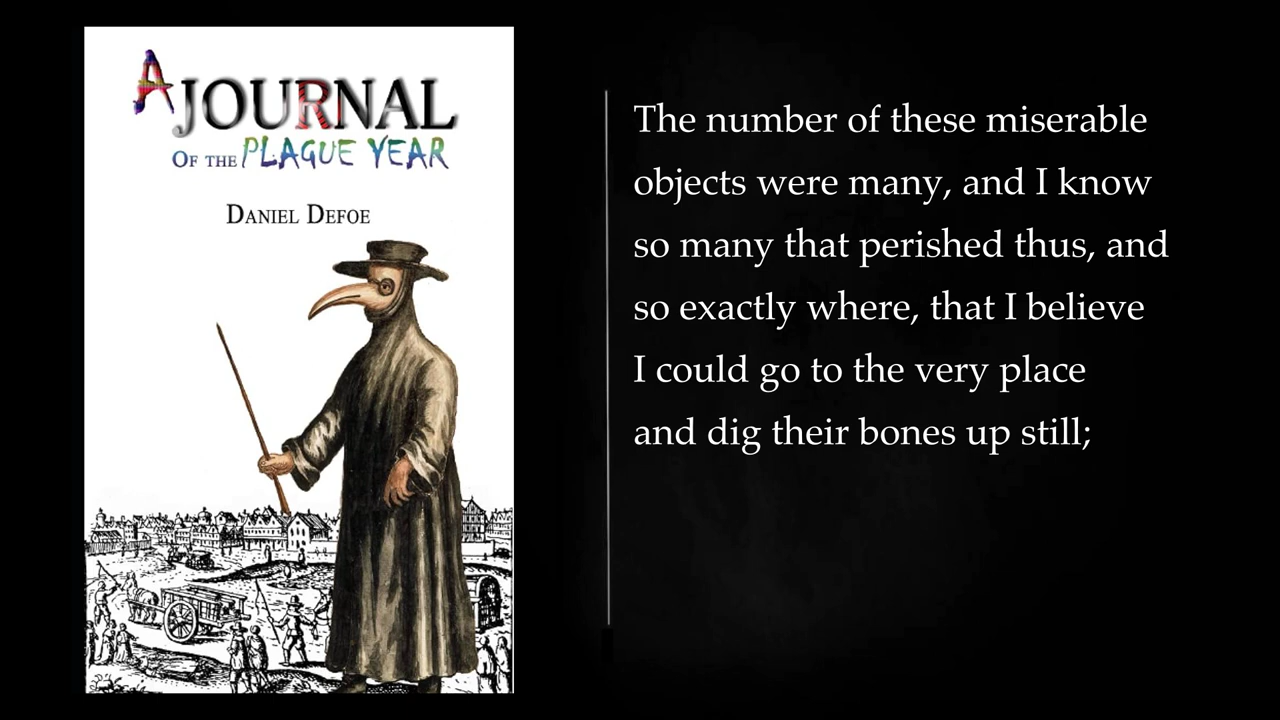 A JOURNAL
OF THE PLAGUE YEAR
DANIEL DEFOE
The number of these miserable
objects were many, and I know
so many that perished thus, and
so exactly where, that I believe
I could go to the very place
and dig their bones up still;